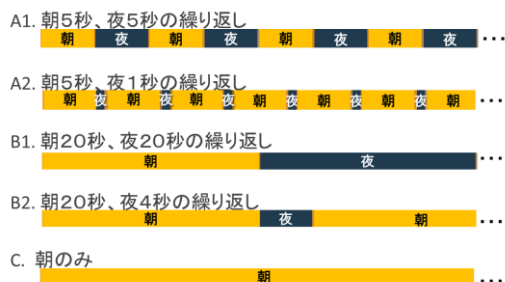 A1. 朝5秒、夜5秒の繰り返し
朝 夜 朝 夜 朝 夜 朝 夜 ･･･
A2. 朝5秒、夜1秒の繰り返し
朝 夜 朝 夜 朝 夜 朝 夜 朝 夜 朝 夜 朝 ･･･
B1. 朝20秒、夜20秒の繰り返し
朝 夜 ･･･
B2. 朝20秒、夜4秒の繰り返し
朝 夜 朝 ･･･
C. 朝のみ
朝 ･･･